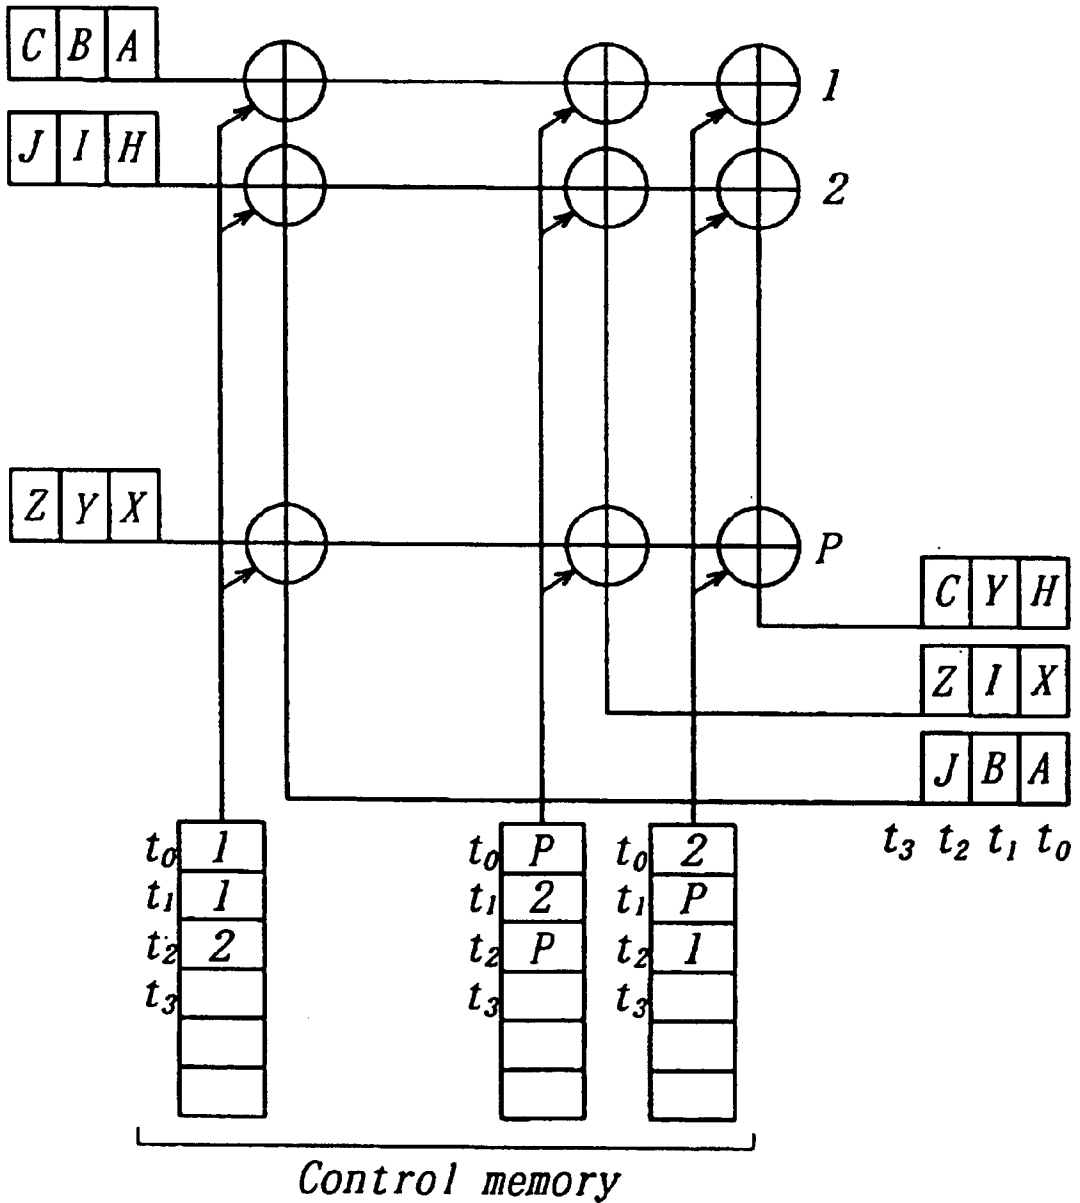 C B A
1
J I H
2
Z Y X
P
C Y H
Z I X
J B A
t3 t2 t1 t0
t0 1
t1 1
t2 2
t3
t0 P
t1 2
t2 P
t3
t0 2
t1 P
t2 1
t3
Control memory